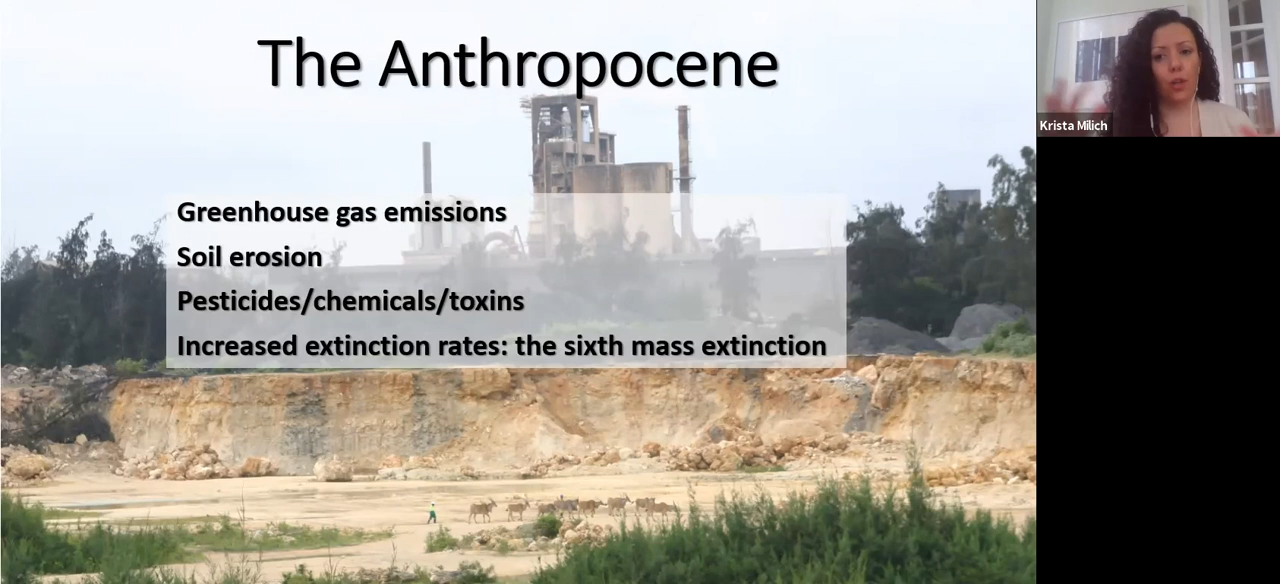 The Anthropocene
Greenhouse gas emissions
Soil erosion
Pesticides/chemicals/toxins
Increased extinction rates: the sixth mass extinction
Krista Milich